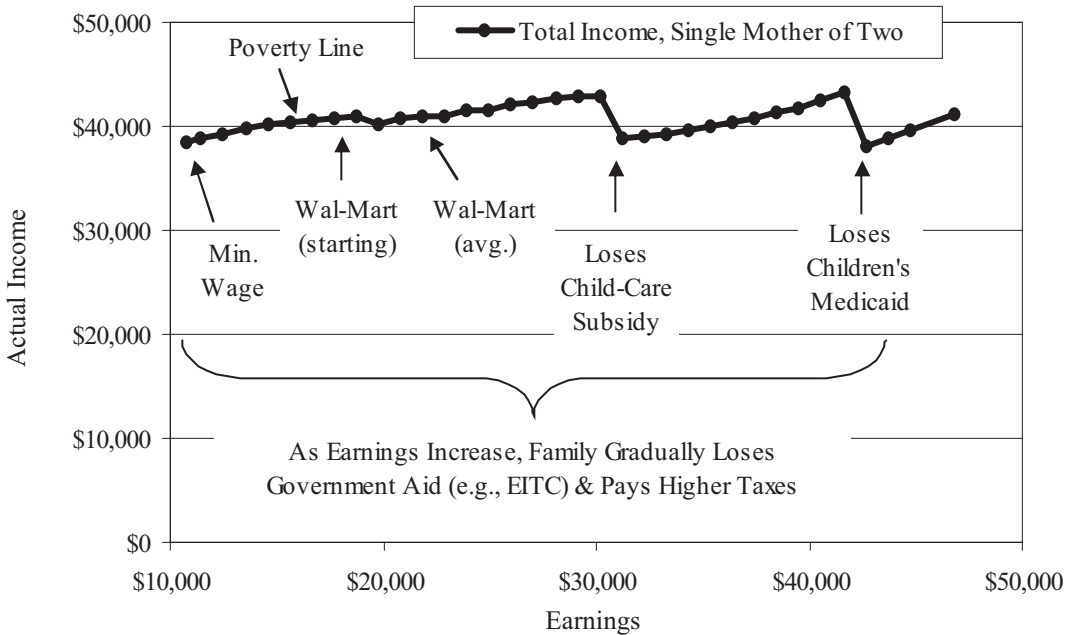 $50,000
Total Income, Single Mother of Two
Poverty Line
$40,000
Wal-Mart
(starting)
Wal-Mart
(avg.)
$30,000
Min.
Wage
Loses
Child-Care
Subsidy
Loses
Children's
Medicaid
Actual Income
$20,000
$10,000
As Earnings Increase, Family Gradually Loses
Government Aid (e.g., EITC) & Pays Higher Taxes
$0
$10,000
$20,000
$30,000
$40,000
$50,000
Earnings